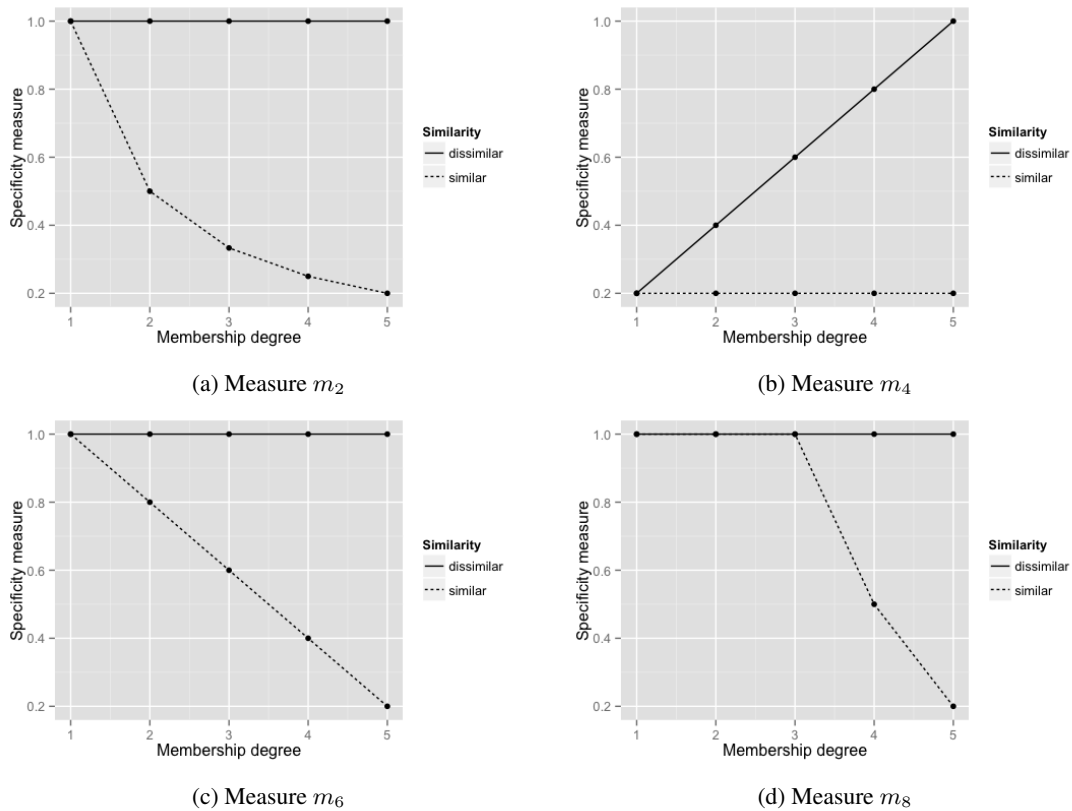 1.0
0.8
0.6
0.4
0.2
Specificity measure
1 2 3 4 5
Membership degree
Similarity
dissimilar
similar
(a) Measure m₂
1.0
0.8
0.6
0.4
0.2
Specificity measure
1 2 3 4 5
Membership degree
Similarity
dissimilar
similar
(b) Measure m₄
1.0
0.8
0.6
0.4
0.2
Specificity measure
1 2 3 4 5
Membership degree
Similarity
dissimilar
similar
(c) Measure m₆
1.0
0.8
0.6
0.4
0.2
Specificity measure
1 2 3 4 5
Membership degree
Similarity
dissimilar
similar
(d) Measure m₈